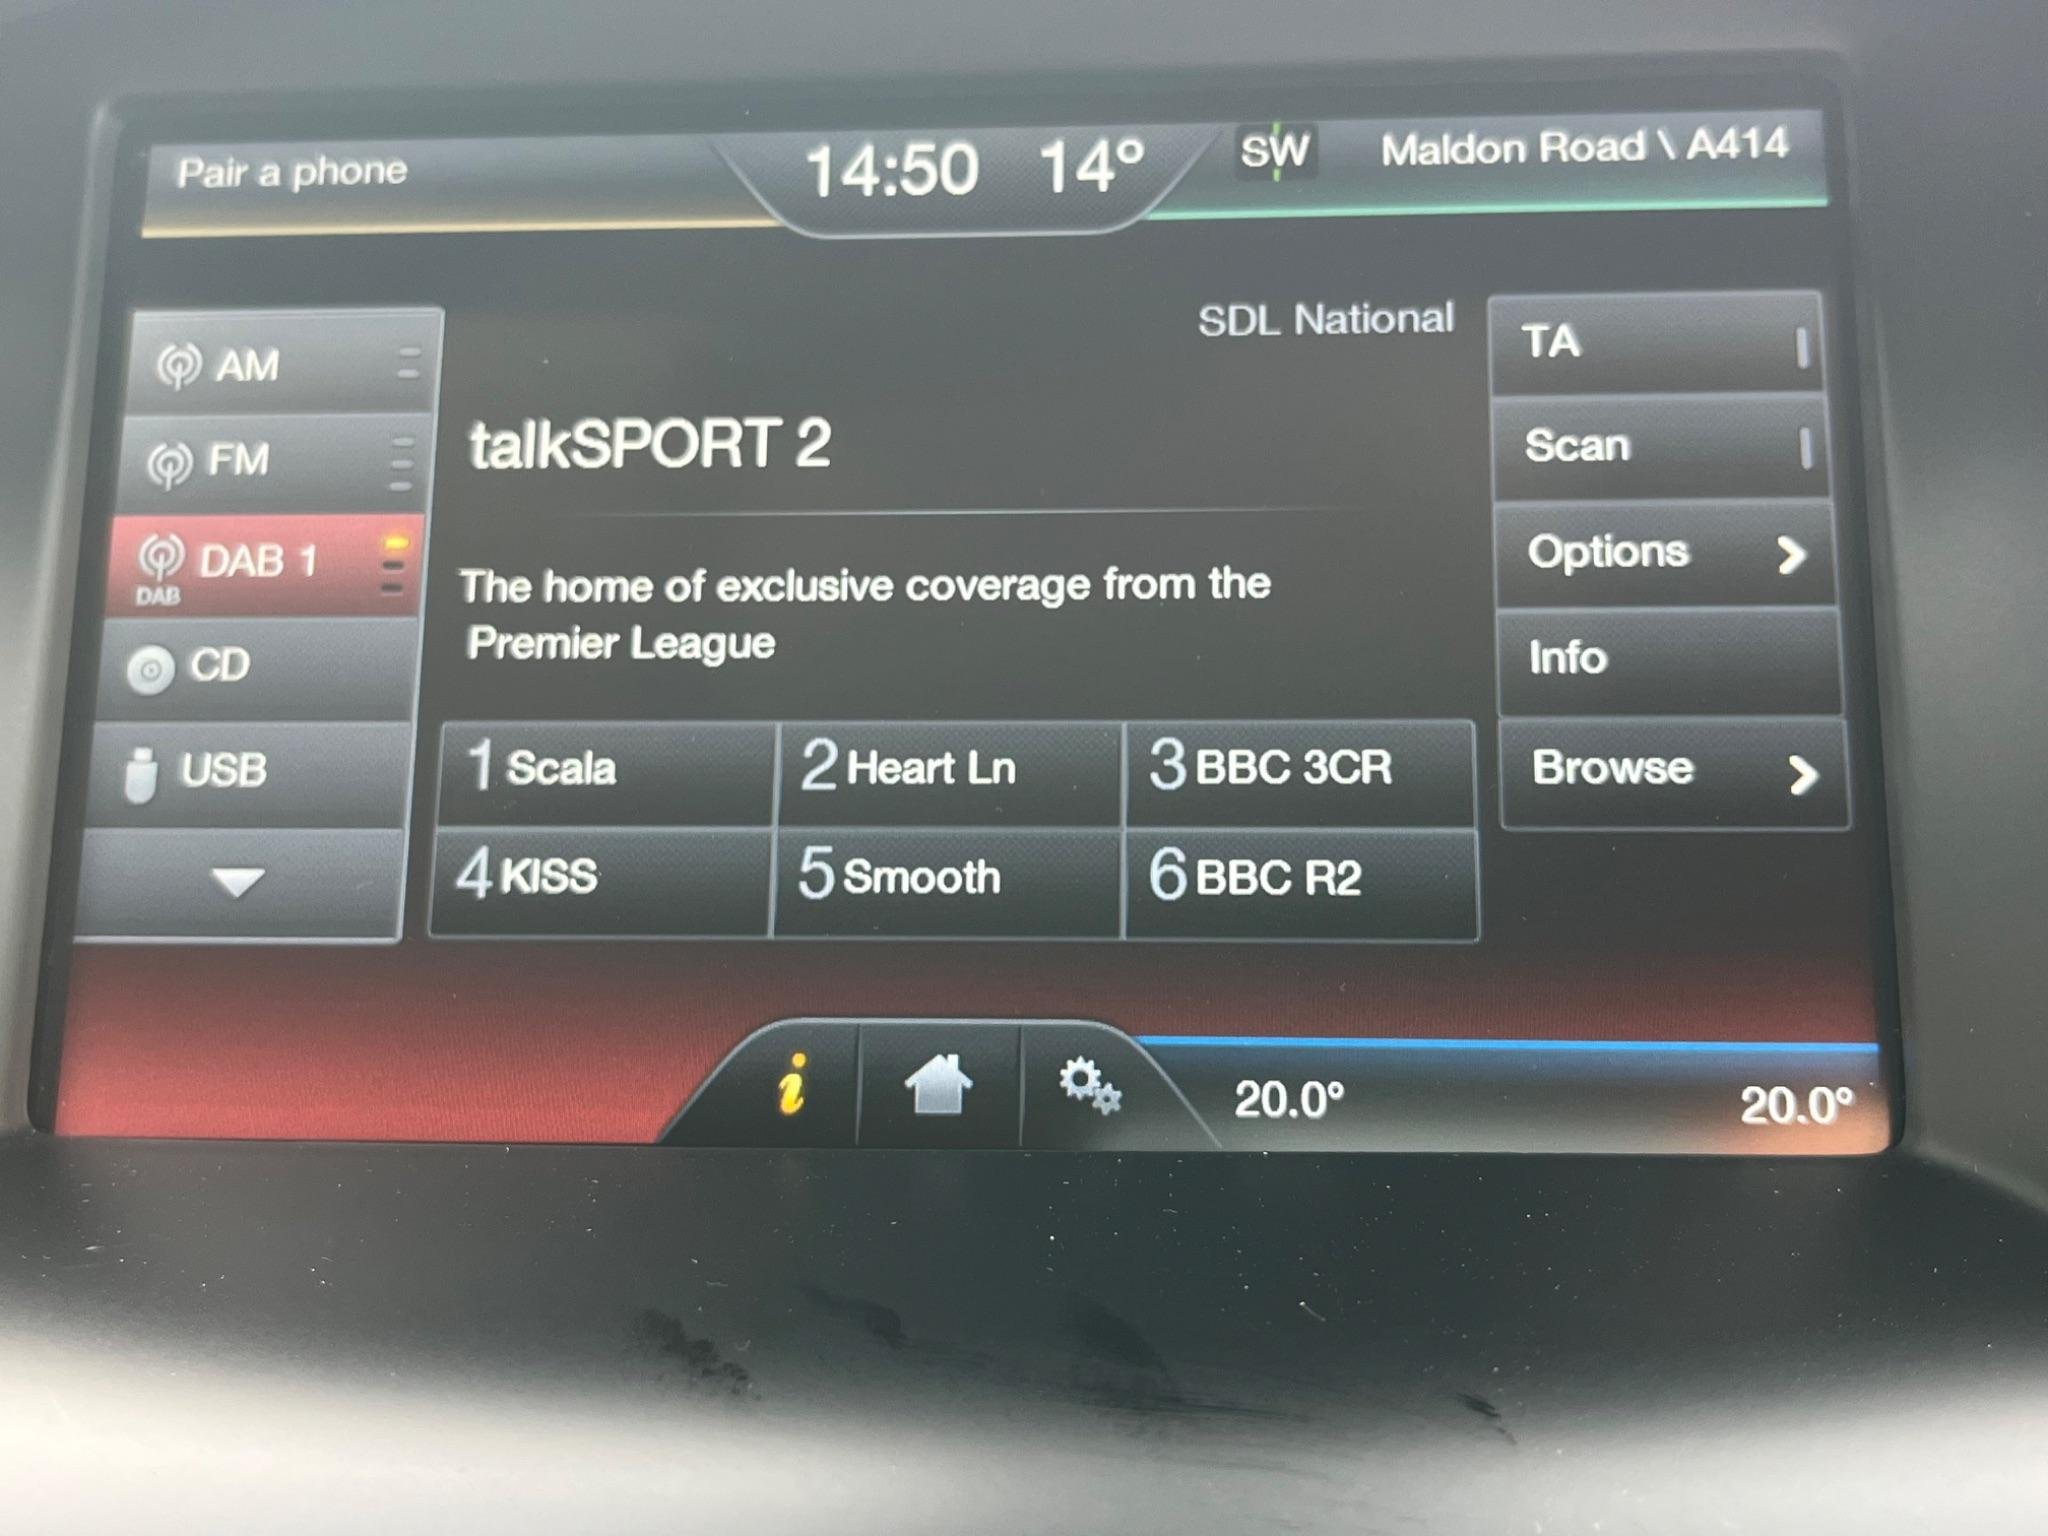 Pair a phone
14:50 14°
SW
Maldon Road \ A414
SDL National
AM
FM
DAB 1
DAB
CD
USB
talkSPORT 2
The home of exclusive coverage from the
Premier League
1 Scala
2 Heart Ln
3 BBC 3CR
4 KISS
5 Smooth
6 BBC R2
TA
Scan
Options
Info
Browse
i
20.0°
20.0°